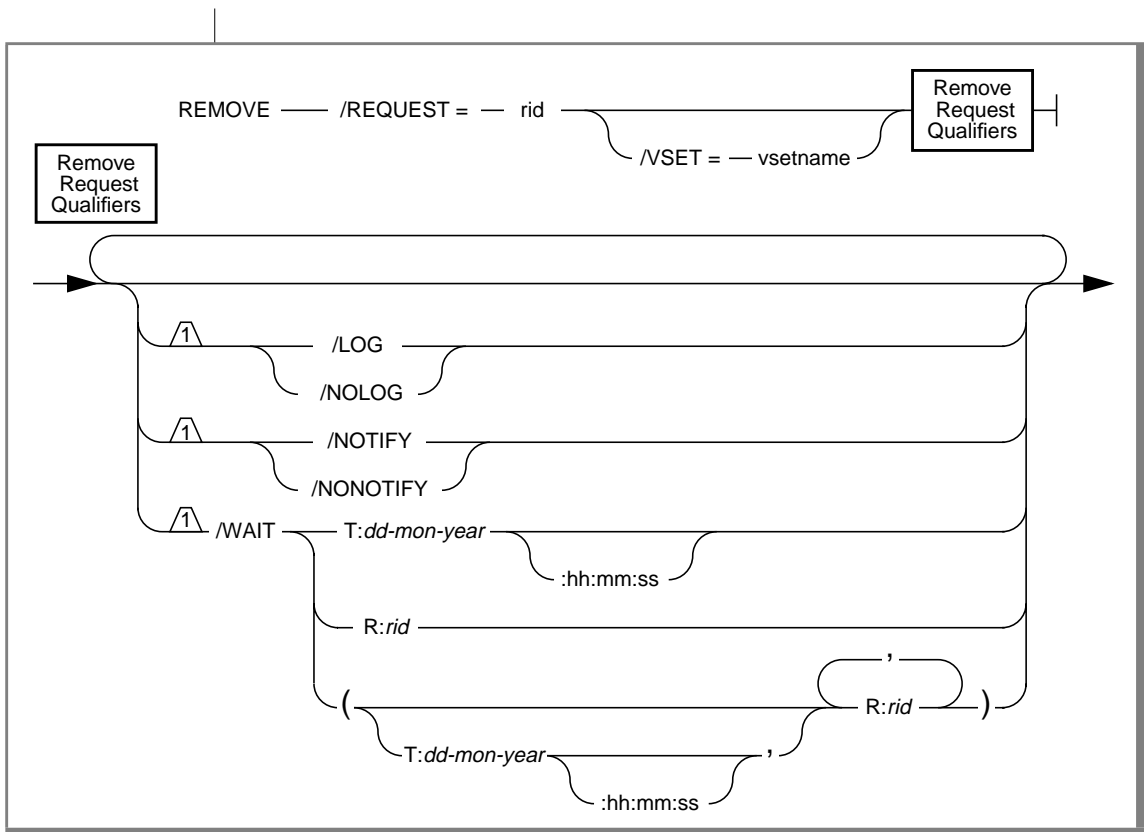 REMOVE /REQUEST = rid
/VSET = vsetname
Remove
Request
Qualifiers
Remove
Request
Qualifiers
1 /LOG
/NOLOG
1 /NOTIFY
/NONOTIFY
1 /WAIT T:dd-mon-year
:hh:mm:ss
R:rid
,
( R:rid )
T:dd-mon-year ,
:hh:mm:ss